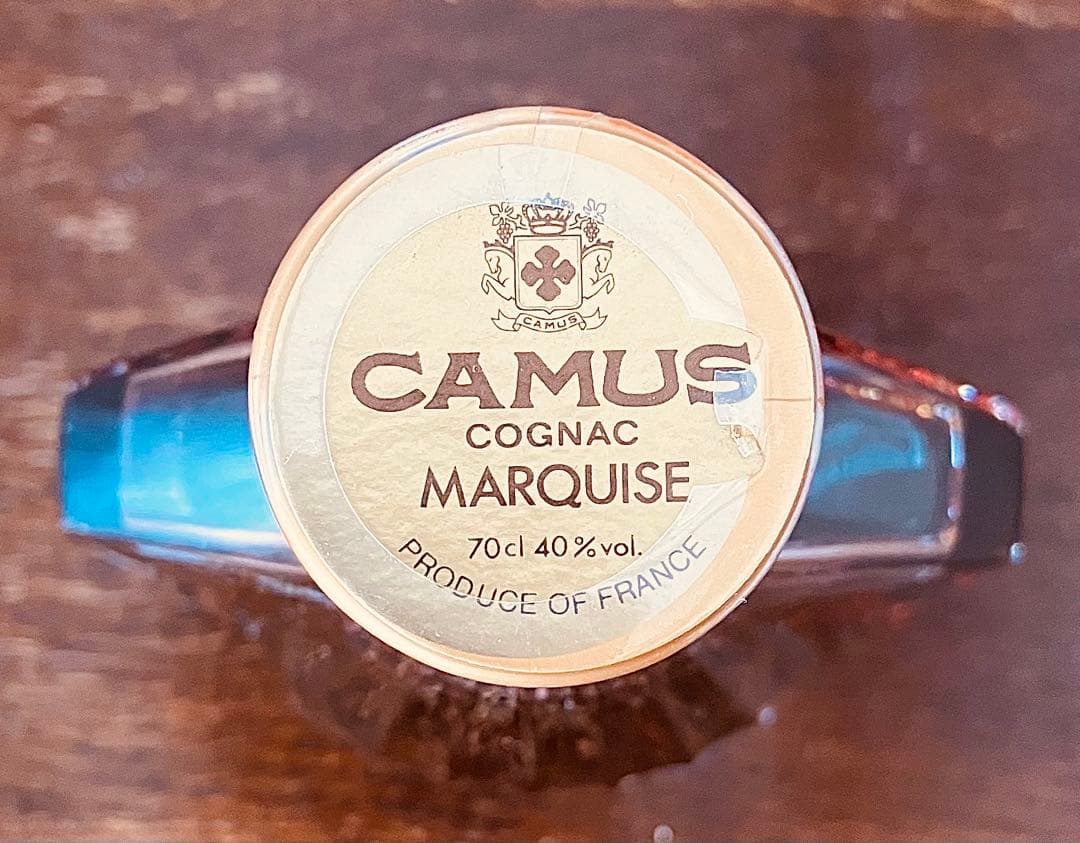 CAMUS
CAMUS
COGNAC
MARQUISE
70cl 40%vol.
PRODUCE OF FRANCE